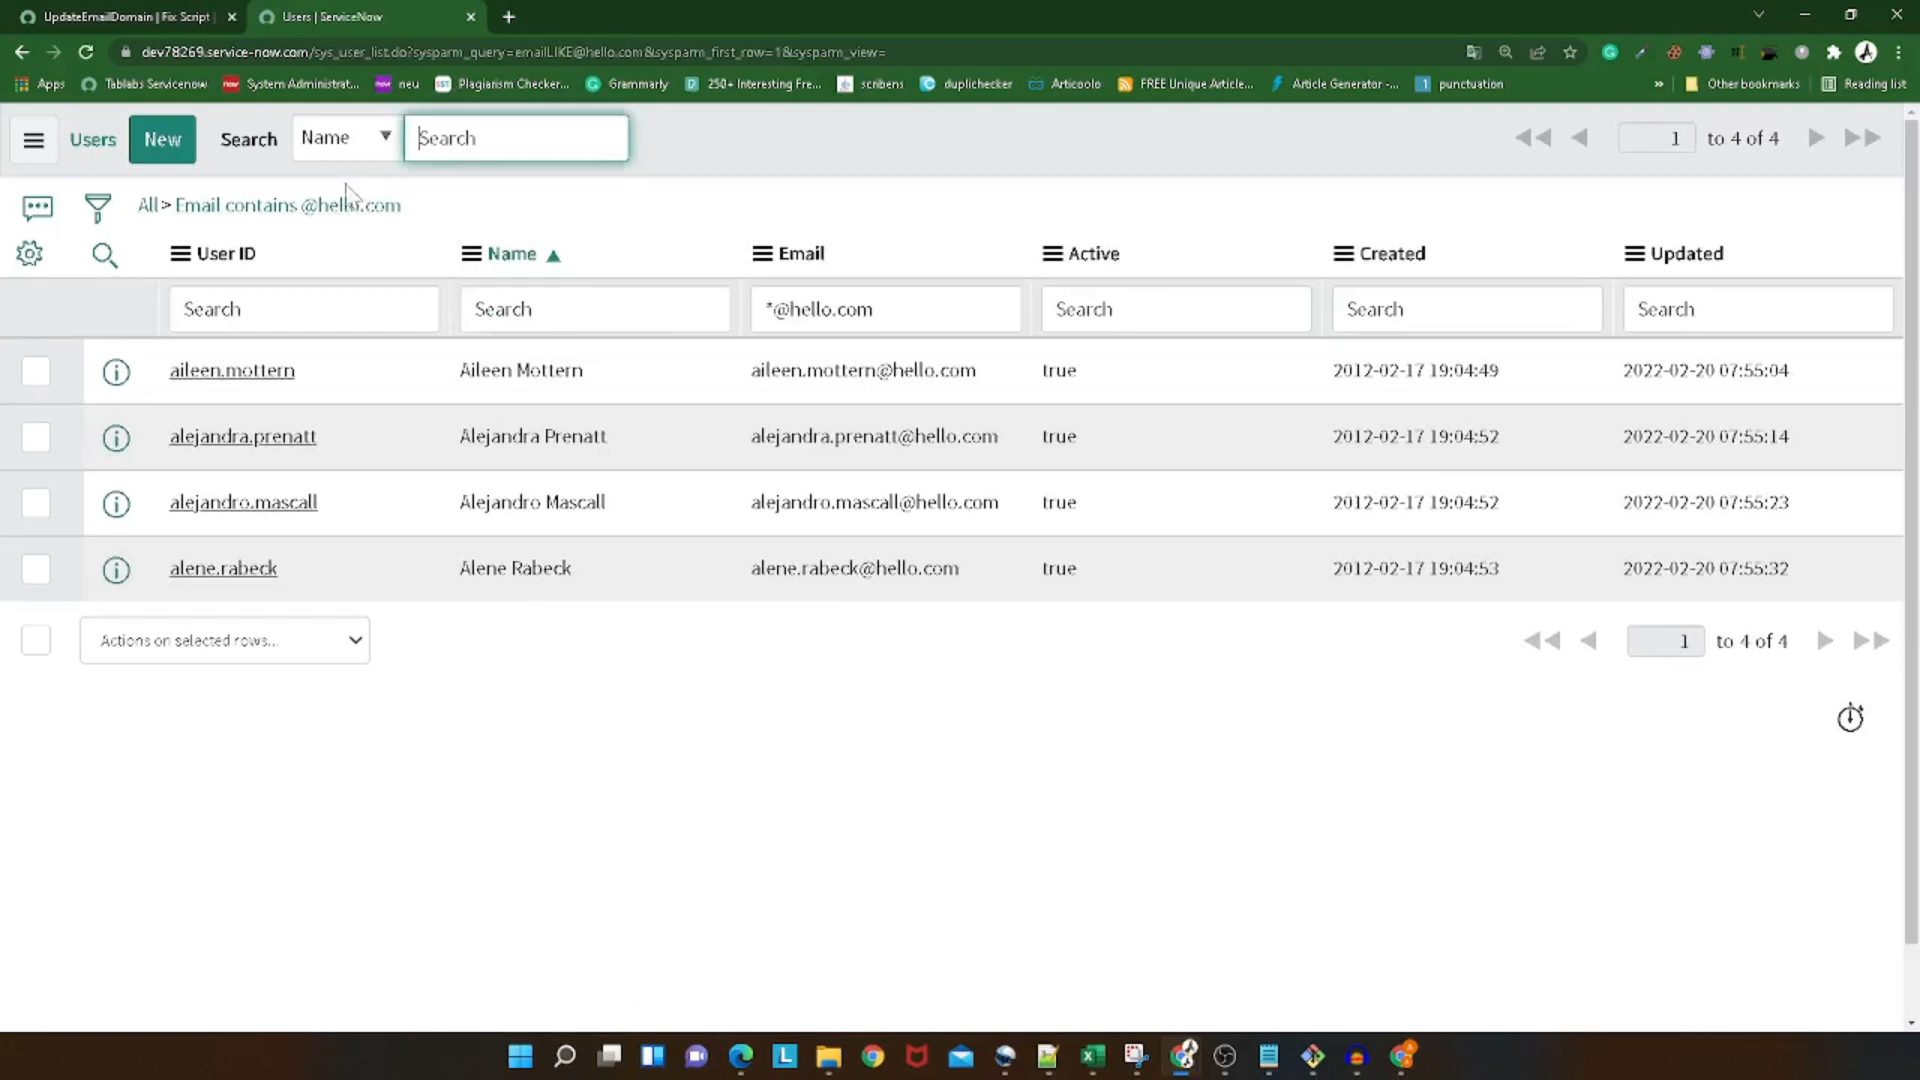 UpdateEmailDomain | Fix Script
Users | ServiceNow
dev78269.service-now.com/sys_user_list.do?sysparm_query=emailLIKE@hello.com&sysparm_first_row=1&sysparm_view=
Apps Tablabs Servicenow System Administrat... neu Plagiarism Checker... Grammarly 250+ Interesting Fre... scribens duplichecker Articoolo FREE Unique Article... Article Generator -... punctuation » Other bookmarks Reading list
Users New Search Name Search 1 to 4 of 4
All > Email contains @hello.com
User ID Name Email Active Created Updated
Search Search *@hello.com Search Search Search
aileen.mottern Aileen Mottern aileen.mottern@hello.com true 2012-02-17 19:04:49 2022-02-20 07:55:04
alejandra.prenatt Alejandra Prenatt alejandra.prenatt@hello.com true 2012-02-17 19:04:52 2022-02-20 07:55:14
alejandro.mascall Alejandro Mascall alejandro.mascall@hello.com true 2012-02-17 19:04:52 2022-02-20 07:55:23
alene.rabeck Alene Rabeck alene.rabeck@hello.com true 2012-02-17 19:04:53 2022-02-20 07:55:32
Actions on selected rows... 1 to 4 of 4